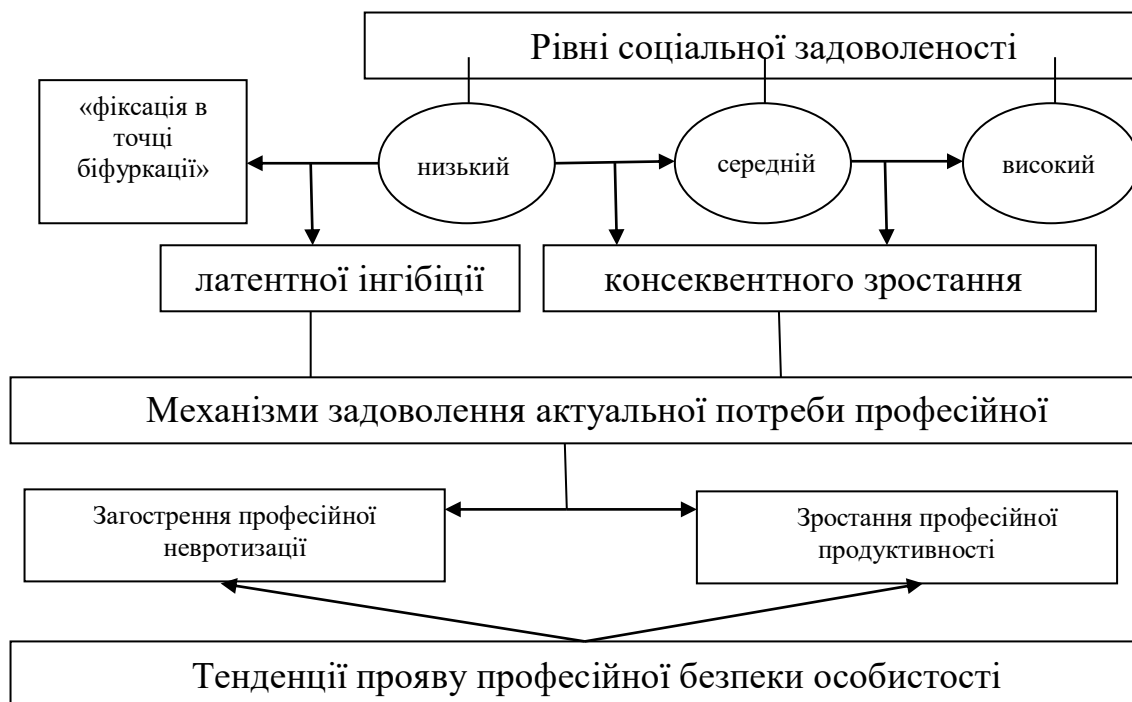 Рівні соціальної задоволеності
«фіксація в
точці
біфуркації»
низький
середній
високий
латентної інгібіції
консеквентного зростання
Механізми задоволення актуальної потреби професійної
Загострення професійної
невротизації
Зростання професійної
продуктивності
Тенденції прояву професійної безпеки особистості